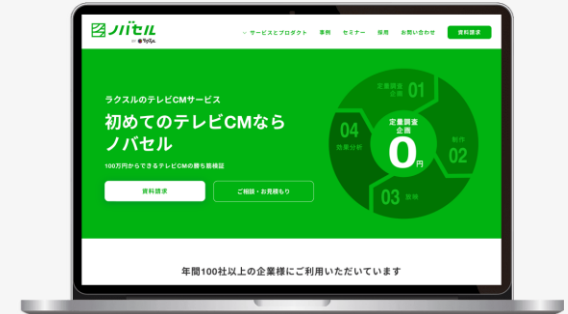 ノバセル
by ラクスル
サービスとプロダクト 事例 セミナー 採用 お問い合わせ 資料請求
ラクスルのテレビCMサービス
初めてのテレビCMなら
ノバセル
100万円からできるテレビCMの勝ち筋検証
資料請求 ご相談・お見積もり
定量調査
企画 01
制作
02
03 放映
04
効果分析
定量調査
企画
0円
年間100社以上の企業様にご利用いただいています